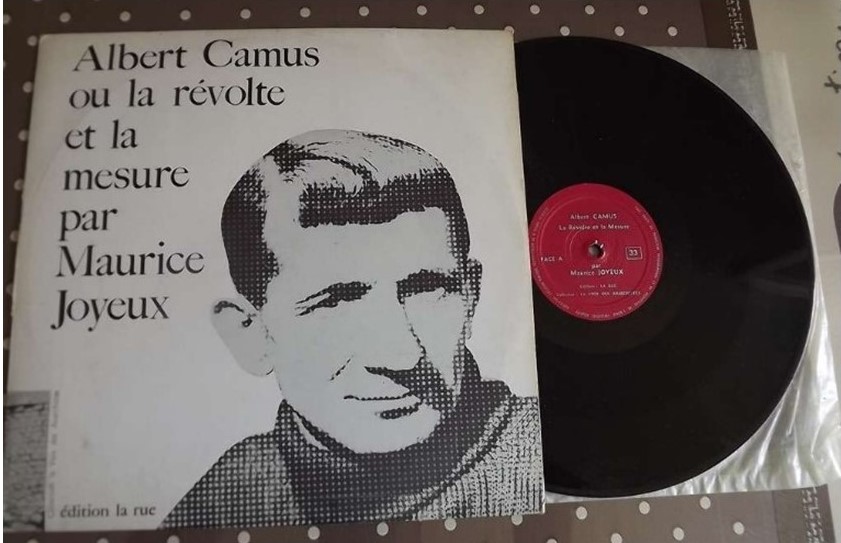 Albert Camus
ou la révolte
et la
mesure
par
Maurice
Joyeux
édition la rue
Albert CAMUS
La Révolte et la Mesure
FACE A
33
par
Maurice JOYEUX